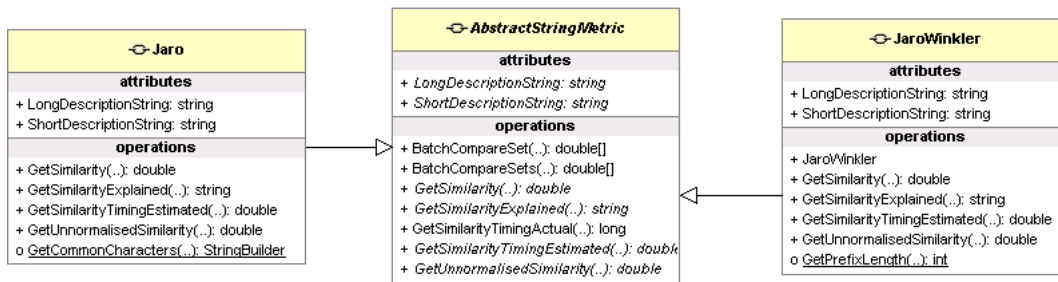 Jaro
attributes
+ LongDescriptionString: string
+ ShortDescriptionString: string
operations
+ GetSimilarity(..): double
+ GetSimilarityExplained(..): string
+ GetSimilarityTimingEstimated(..): double
+ GetUnnormalisedSimilarity(..): double
o GetCommonCharacters(..): StringBuilder
AbstractStringMetric
attributes
+ LongDescriptionString: string
+ ShortDescriptionString: string
operations
+ BatchCompareSet(..): double[]
+ BatchCompareSets(..): double[]
+ GetSimilarity(..): double
+ GetSimilarityExplained(..): string
+ GetSimilarityTimingActual(..): long
+ GetSimilarityTimingEstimated(..): double
+ GetUnnormalisedSimilarity(..): double
JaroWinkler
attributes
+ LongDescriptionString: string
+ ShortDescriptionString: string
operations
+ JaroWinkler
+ GetSimilarity(..): double
+ GetSimilarityExplained(..): string
+ GetSimilarityTimingEstimated(..): double
+ GetUnnormalisedSimilarity(..): double
o GetPrefixLength(..): int